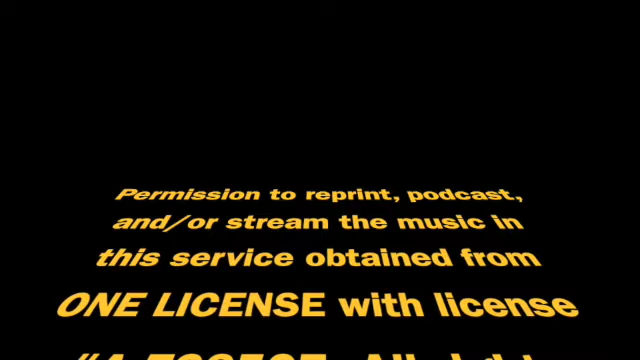 Permission to reprint, podcast,
and/or stream the music in
this service obtained from
ONE LICENSE with license